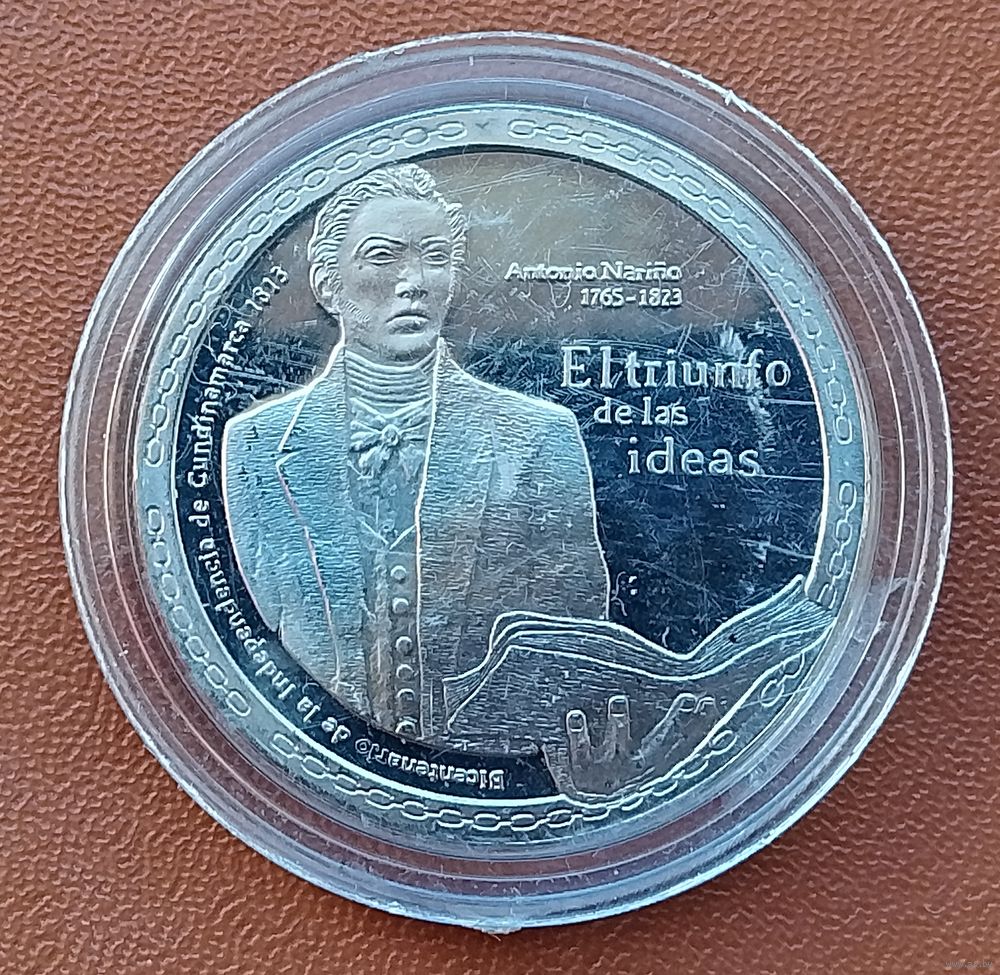 Antonio Nariño
1765-1823
El triunfo
de las
ideas
Bicentenario de la Independencia de Cundinamarca 1813